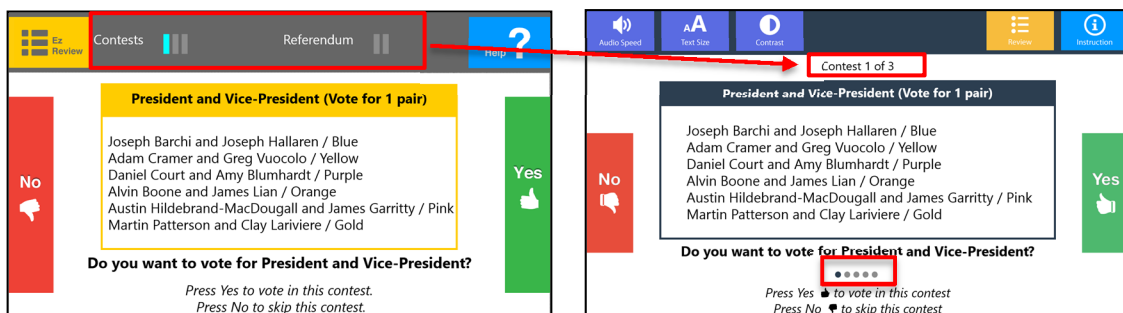 Ez
Review
Contests
Referendum
Help ?
President and Vice-President (Vote for 1 pair)
Joseph Barchi and Joseph Hallaren / Blue
Adam Cramer and Greg Vuocolo / Yellow
Daniel Court and Amy Blumhardt / Purple
Alvin Boone and James Lian / Orange
Austin Hildebrand-MacDougall and James Garritty / Pink
Martin Patterson and Clay Lariviere / Gold
No
Yes
Do you want to vote for President and Vice-President?
Press Yes to vote in this contest.
Press No to skip this contest.
Audio Speed
AA
Text Size
Contrast
Review
Instruction
Contest 1 of 3
President and Vice-President (Vote for 1 pair)
Joseph Barchi and Joseph Hallaren / Blue
Adam Cramer and Greg Vuocolo / Yellow
Daniel Court and Amy Blumhardt / Purple
Alvin Boone and James Lian / Orange
Austin Hildebrand-MacDougall and James Garritty / Pink
Martin Patterson and Clay Lariviere / Gold
No
Yes
Do you want to vote for President and Vice-President?
Press Yes to vote in this contest
Press No to skip this contest